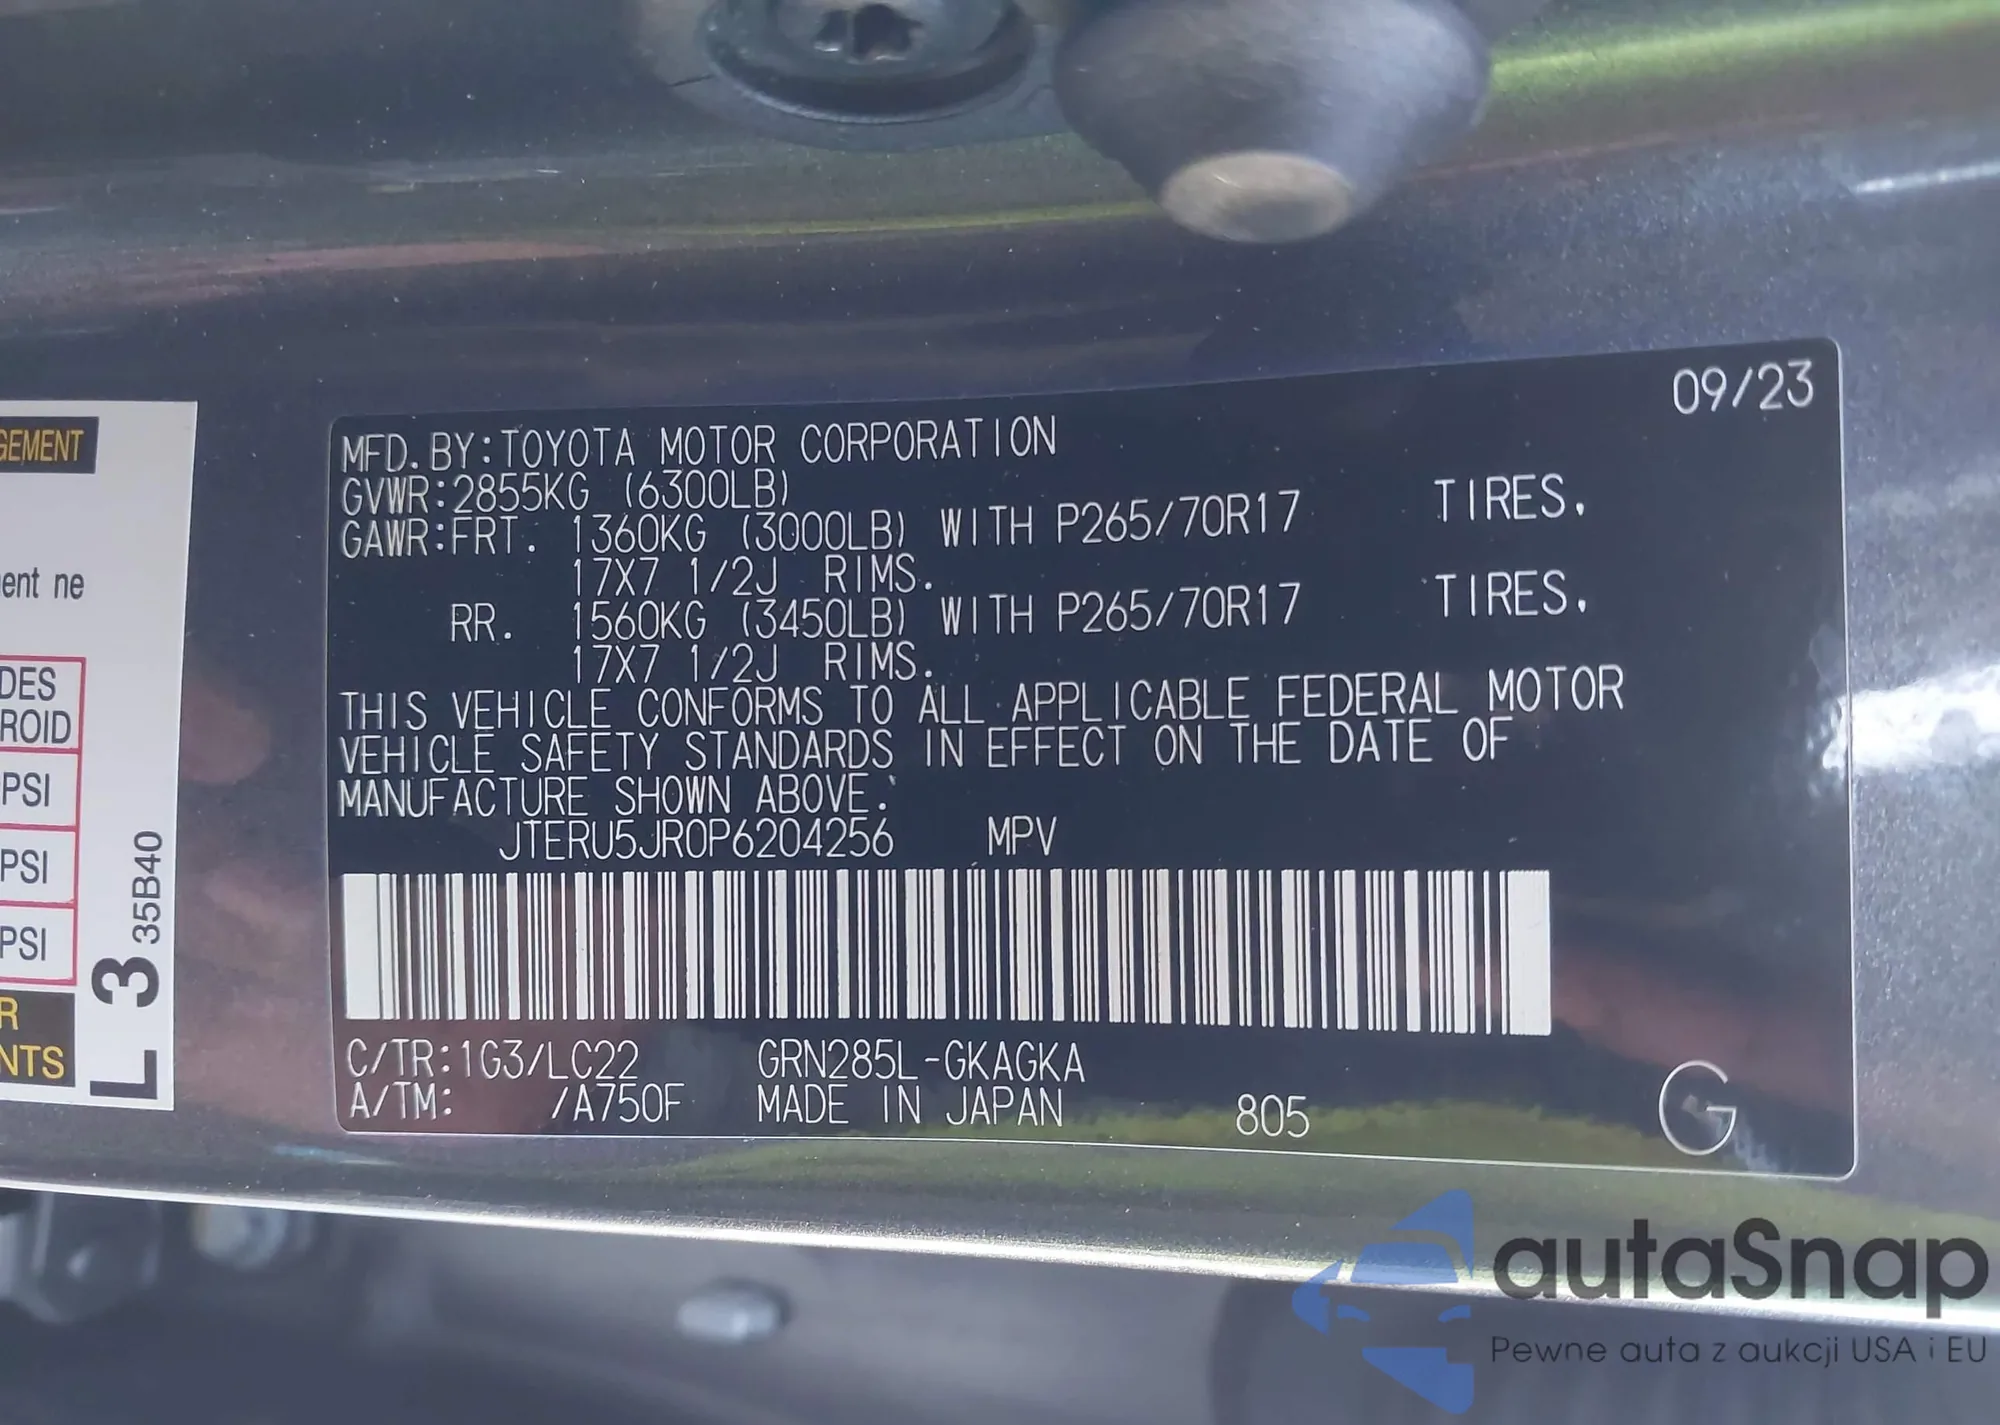 09/23
MFD.BY:TOYOTA MOTOR CORPORATION
GVWR:2855KG (6300LB)
GAWR:FRT. 1360KG (3000LB) WITH P265/70R17 TIRES,
17X7 1/2J RIMS.
RR. 1560KG (3450LB) WITH P265/70R17 TIRES,
17X7 1/2J RIMS.
THIS VEHICLE CONFORMS TO ALL APPLICABLE FEDERAL MOTOR
VEHICLE SAFETY STANDARDS IN EFFECT ON THE DATE OF
MANUFACTURE SHOWN ABOVE.
JTERU5JR0P6204256 MPV
C/TR:1G3/LC22 GRN285L-GKAGKA
A/TM: /A750F MADE IN JAPAN 805
G
GEMENT
ent ne
DES
ROID
PSI
PSI
PSI
R
NTS
L 3 35B40
autaSnap
Pewne auta z aukcji USA i EU